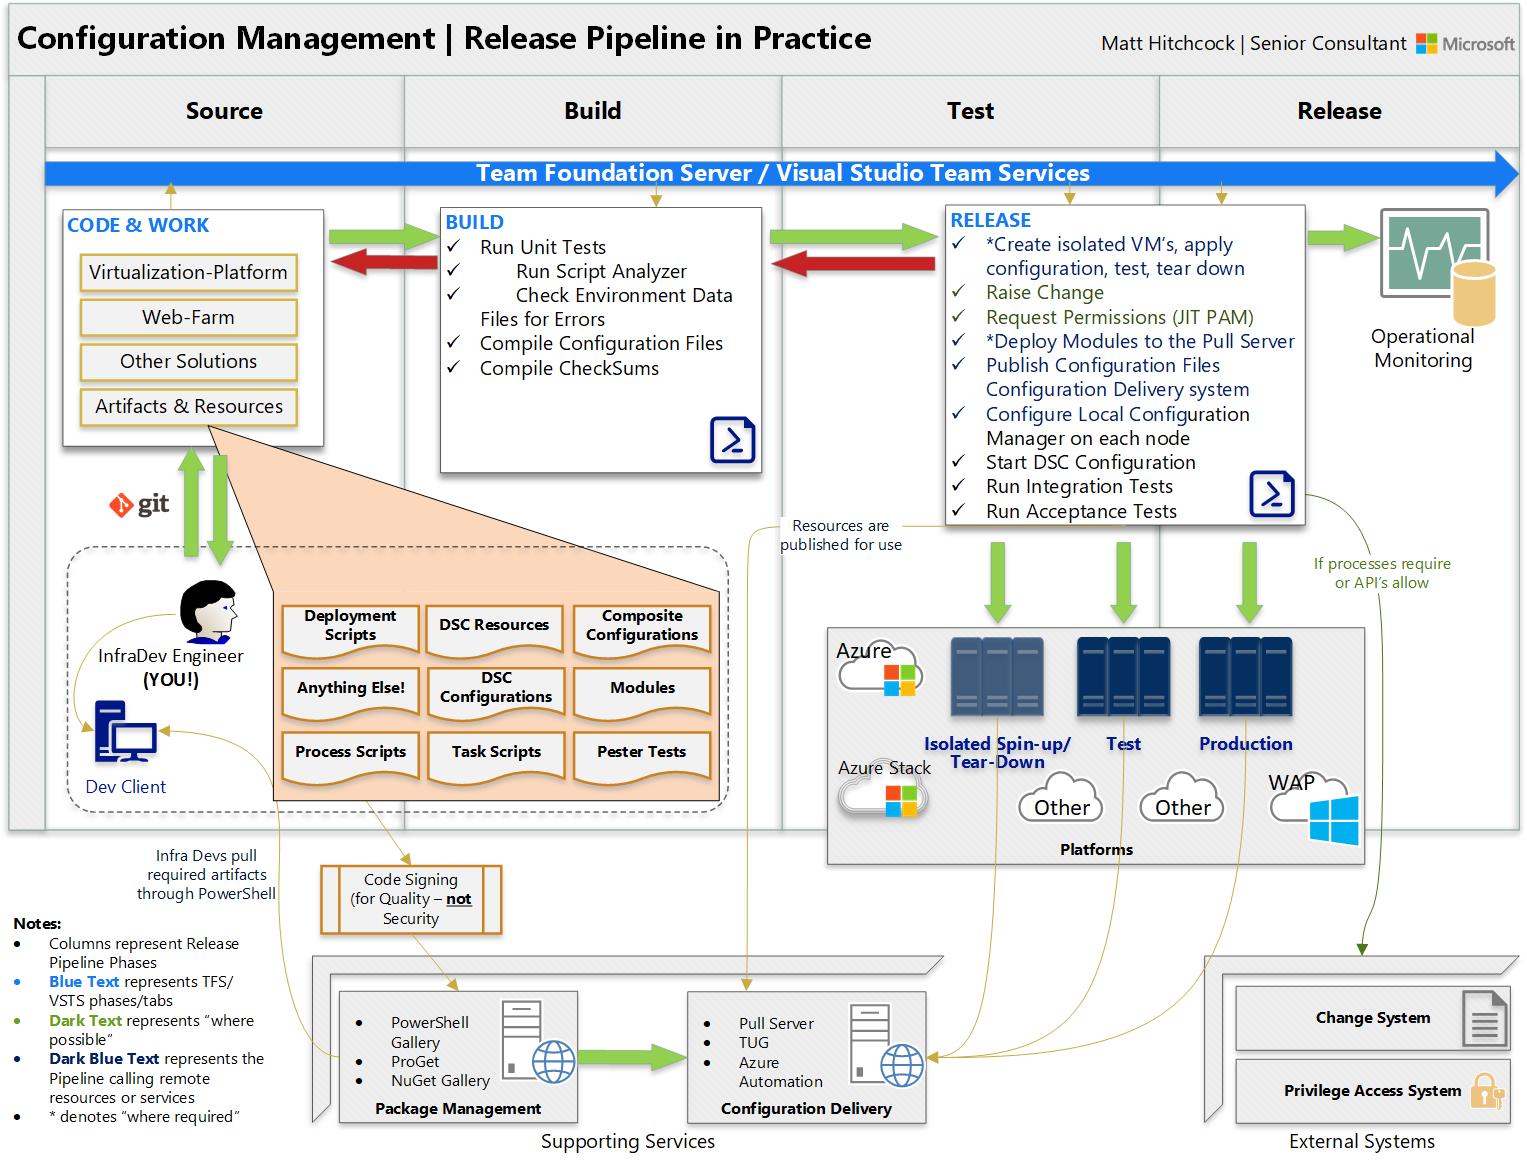 Configuration Management | Release Pipeline in Practice
Matt Hitchcock | Senior Consultant
Microsoft
Source
Build
Test
Release
Team Foundation Server / Visual Studio Team Services
CODE & WORK
Virtualization-Platform
Web-Farm
Other Solutions
Artifacts & Resources
BUILD
Run Unit Tests
Run Script Analyzer
Check Environment Data
Files for Errors
Compile Configuration Files
Compile CheckSums
RELEASE
*Create isolated VM's, apply
configuration, test, tear down
Raise Change
Request Permissions (JIT PAM)
*Deploy Modules to the Pull Server
Publish Configuration Files
Configuration Delivery system
Configure Local Configuration
Manager on each node
Start DSC Configuration
Run Integration Tests
Run Acceptance Tests
Operational
Monitoring
git
Resources are
published for use
If processes require
or API's allow
InfraDev Engineer
(YOU!)
Dev Client
Deployment
Scripts
DSC Resources
Composite
Configurations
Anything Else!
DSC
Configurations
Modules
Process Scripts
Task Scripts
Pester Tests
Azure
Azure Stack
Isolated Spin-up/
Tear-Down
Test
Production
Other
Other
WAP
Platforms
Infra Devs pull
required artifacts
through PowerShell
Code Signing
(for Quality – not
Security
Notes:
Columns represent Release
Pipeline Phases
Blue Text represents TFS/
VSTS phases/tabs
Dark Text represents “where
possible”
Dark Blue Text represents the
Pipeline calling remote
resources or services
* denotes “where required”
PowerShell
Gallery
ProGet
NuGet Gallery
Package Management
Pull Server
TUG
Azure
Automation
Configuration Delivery
Supporting Services
Change System
Privilege Access System
External Systems